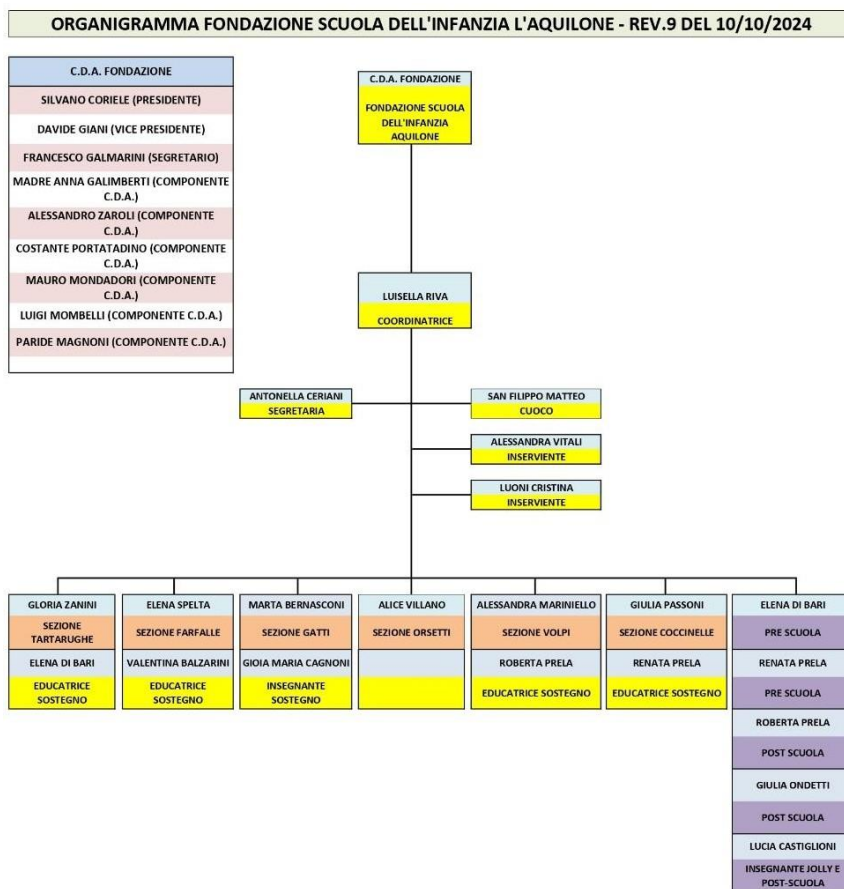 ORGANIGRAMMA FONDAZIONE SCUOLA DELL'INFANZIA L'AQUILONE - REV.9 DEL 10/10/2024
C.D.A. FONDAZIONE
SILVANO CORIELE (PRESIDENTE)
DAVIDE GIANI (VICE PRESIDENTE)
FRANCESCO GALMARINI (SEGRETARIO)
MADRE ANNA GALIMBERTI (COMPONENTE
C.D.A.)
ALESSANDRO ZAROLI (COMPONENTE
C.D.A.)
COSTANTE PORTATADINO (COMPONENTE
C.D.A.)
MAURO MONDADORI (COMPONENTE
C.D.A.)
LUIGI MOMBELLI (COMPONENTE C.D.A.)
PARIDE MAGNONI (COMPONENTE C.D.A.)
C.D.A. FONDAZIONE
FONDAZIONE SCUOLA
DELL'INFANZIA
AQUILONE
LUISELLA RIVA
COORDINATRICE
ANTONELLA CERIANI
SEGRETARIA
SAN FILIPPO MATTEO
CUOCO
ALESSANDRA VITALI
INSERVIENTE
LUONI CRISTINA
INSERVIENTE
GLORIA ZANINI
SEZIONE
TARTARUGHE
ELENA DI BARI
EDUCATRICE
SOSTEGNO
ELENA SPELTA
SEZIONE FARFALLE
VALENTINA BALZARINI
EDUCATRICE
SOSTEGNO
MARTA BERNASCONI
SEZIONE GATTI
GIOIA MARIA CAGNONI
INSEGNANTE
SOSTEGNO
ALICE VILLANO
SEZIONE ORSETTI
ALESSANDRA MARINIELLO
SEZIONE VOLPI
ROBERTA PRELA
EDUCATRICE SOSTEGNO
GIULIA PASSONI
SEZIONE COCCINELLE
RENATA PRELA
EDUCATRICE SOSTEGNO
ELENA DI BARI
PRE SCUOLA
RENATA PRELA
PRE SCUOLA
ROBERTA PRELA
POST SCUOLA
GIULIA ONDETTI
POST SCUOLA
LUCIA CASTIGLIONI
INSEGNANTE JOLLY E
POST-SCUOLA